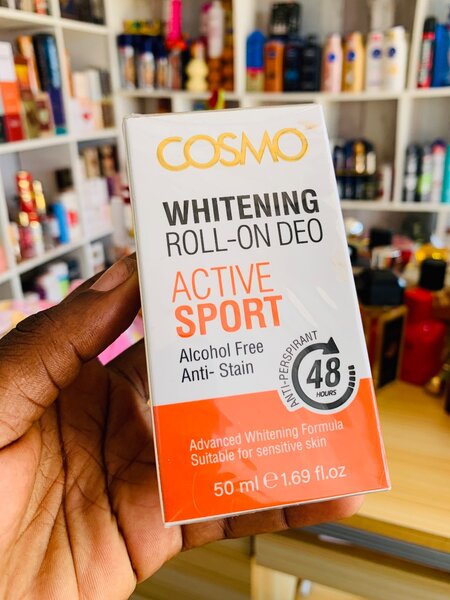 COSMO
WHITENING
ROLL-ON DEO
ACTIVE
SPORT
Alcohol Free
Anti- Stain
ANTI-PERSPIRANT
48
HOURS
Advanced Whitening Formula
Suitable for sensitive skin
50 ml e 1.69 fl.oz